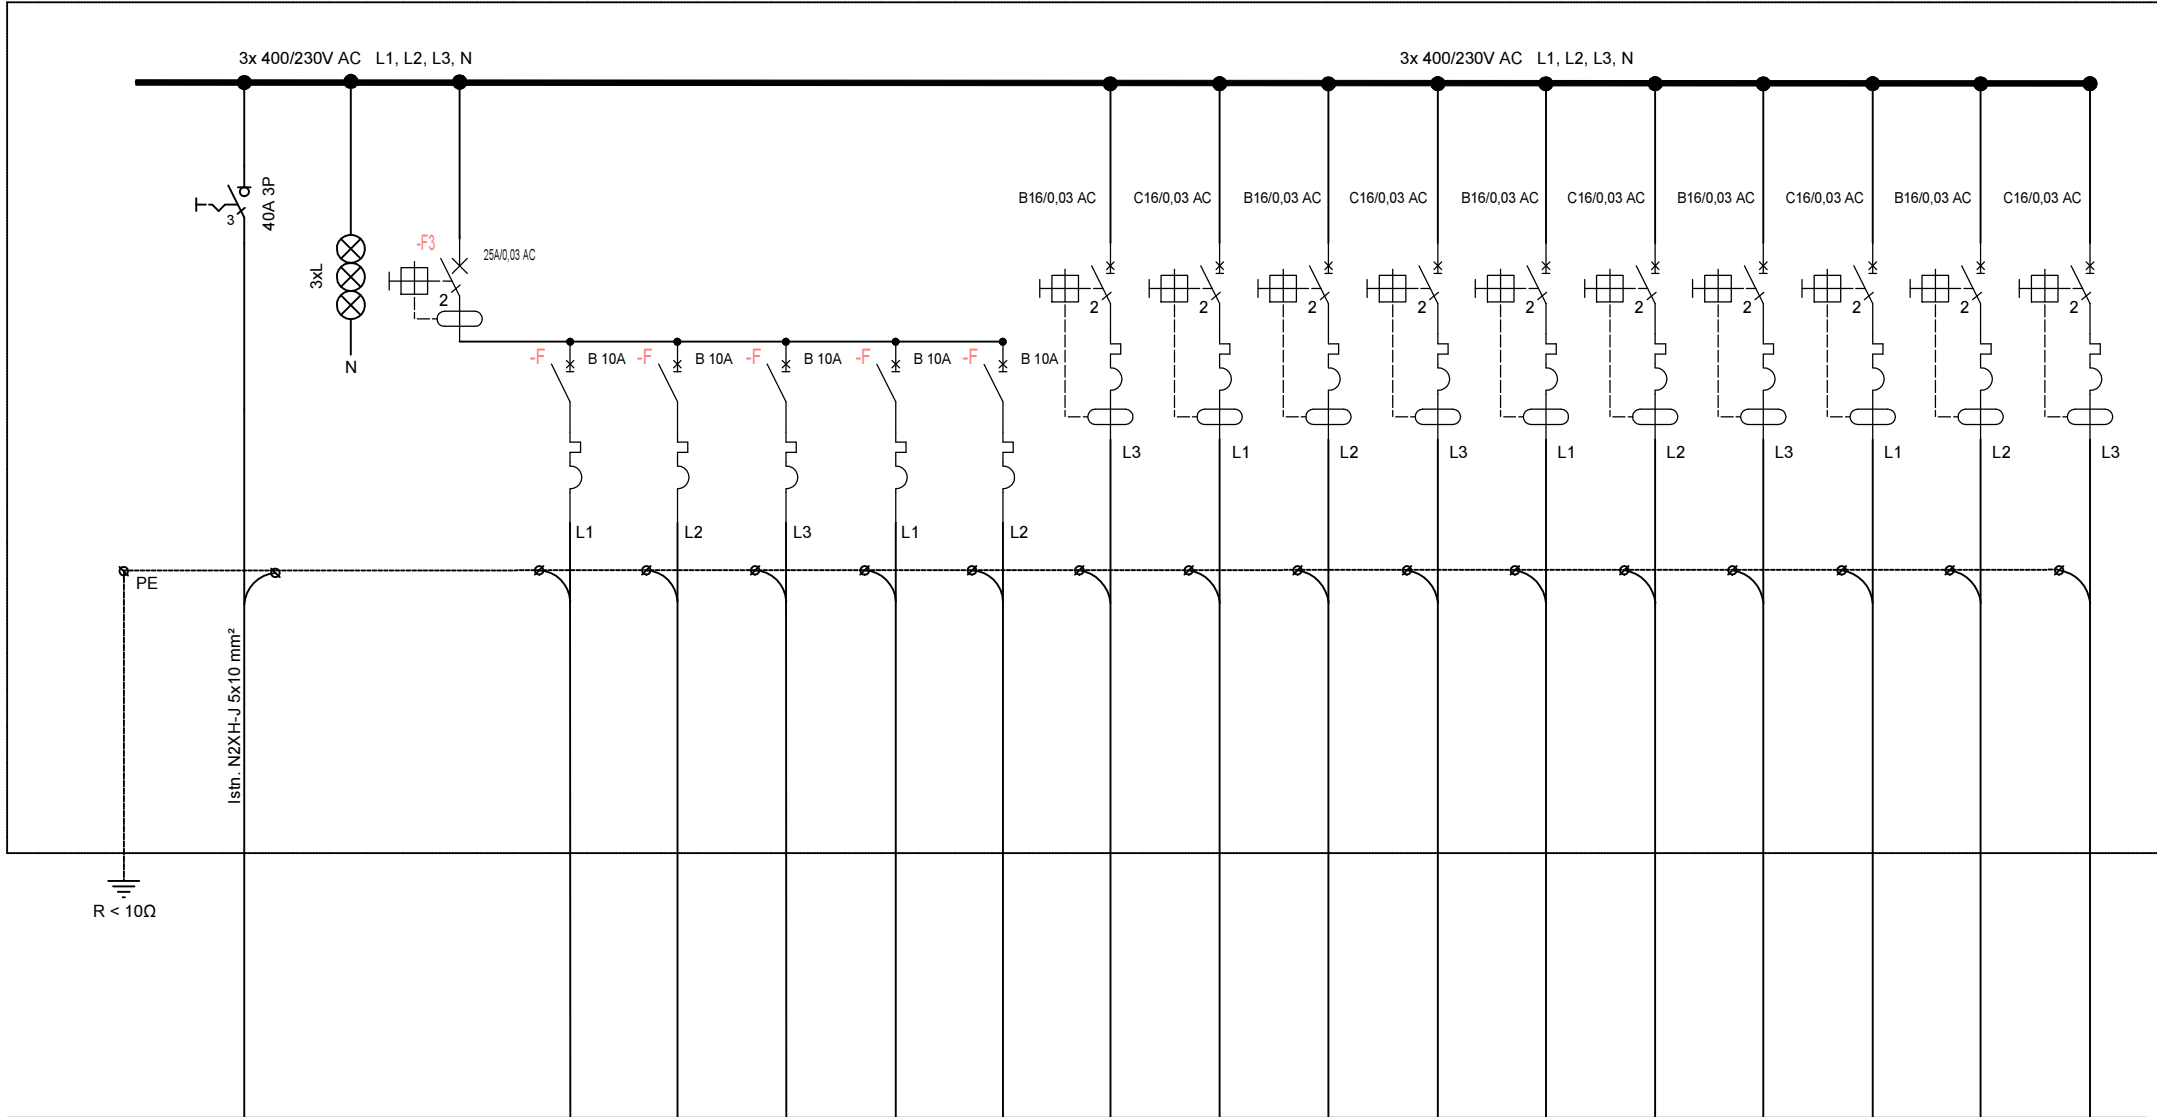 3x 400/230V AC L1, L2, L3, N
3x 400/230V AC L1, L2, L3, N
40A 3P
3
3xL
N
-F3
25A/0,03 AC
2
B16/0,03 AC
C16/0,03 AC
B16/0,03 AC
C16/0,03 AC
B16/0,03 AC
C16/0,03 AC
B16/0,03 AC
C16/0,03 AC
B16/0,03 AC
C16/0,03 AC
2
2
2
2
2
2
2
2
2
2
-F
B 10A
-F
B 10A
-F
B 10A
-F
B 10A
-F
B 10A
L3
L1
L2
L3
L1
L2
L3
L1
L2
L3
L1
L2
L3
L1
L2
PE
Istn. N2XH-J 5x10 mm²
R < 10Ω